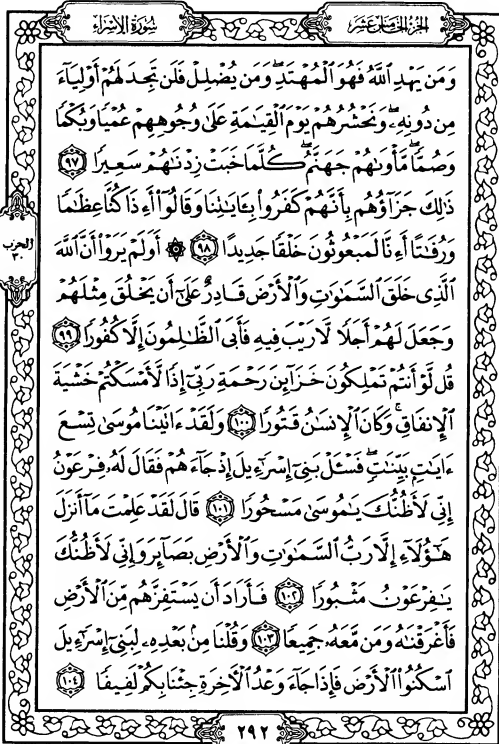 الجزء الخامس عشر
سورة الإسراء
وَمَن يَهْدِ ٱللَّهُ فَهُوَ ٱلْمُهْتَدِ ۖ وَمَن يُضْلِلْ فَلَن تَجِدَ لَهُمْ أَوْلِيَآءَ
مِن دُونِهِۦ ۖ وَنَحْشُرُهُمْ يَوْمَ ٱلْقِيَـٰمَةِ عَلَىٰ وُجُوهِهِمْ عُمْيًا وَبُكْمًا
وَصُمًّا ۖ مَّأْوَىٰهُمْ جَهَنَّمُ ۖ كُلَّمَا خَبَتْ زِدْنَـٰهُمْ سَعِيرًا ٩٧
ذَٰلِكَ جَزَآؤُهُم بِأَنَّهُمْ كَفَرُوا۟ بِـَٔايَـٰتِنَا وَقَالُوٓا۟ أَءِذَا كُنَّا عِظَـٰمًا
وَرُفَـٰتًا أَءِنَّا لَمَبْعُوثُونَ خَلْقًا جَدِيدًا ٩٨ ۞ أَوَلَمْ يَرَوْا۟ أَنَّ ٱللَّهَ
ٱلَّذِى خَلَقَ ٱلسَّمَـٰوَٰتِ وَٱلْأَرْضَ قَادِرٌ عَلَىٰٓ أَن يَخْلُقَ مِثْلَهُمْ
وَجَعَلَ لَهُمْ أَجَلًا لَّا رَيْبَ فِيهِ فَأَبَى ٱلظَّـٰلِمُونَ إِلَّا كُفُورًا ٩٩
قُل لَّوْ أَنتُمْ تَمْلِكُونَ خَزَآئِنَ رَحْمَةِ رَبِّىٓ إِذًا لَّأَمْسَكْتُمْ خَشْيَةَ
ٱلْإِنفَاقِ ۚ وَكَانَ ٱلْإِنسَـٰنُ قَتُورًا ١٠٠ وَلَقَدْ ءَاتَيْنَا مُوسَىٰ تِسْعَ
ءَايَـٰتٍۭ بَيِّنَـٰتٍ ۖ فَسْـَٔلْ بَنِىٓ إِسْرَٰٓءِيلَ إِذْ جَآءَهُمْ فَقَالَ لَهُۥ فِرْعَوْنُ
إِنِّى لَأَظُنُّكَ يَـٰمُوسَىٰ مَسْحُورًا ١٠١ قَالَ لَقَدْ عَلِمْتَ مَآ أَنزَلَ
هَـٰٓؤُلَآءِ إِلَّا رَبُّ ٱلسَّمَـٰوَٰتِ وَٱلْأَرْضِ بَصَآئِرَ وَإِنِّى لَأَظُنُّكَ
يَـٰفِرْعَوْنُ مَثْبُورًا ١٠٢ فَأَرَادَ أَن يَسْتَفِزَّهُم مِّنَ ٱلْأَرْضِ
فَأَغْرَقْنَـٰهُ وَمَن مَّعَهُۥ جَمِيعًا ١٠٣ وَقُلْنَا مِنۢ بَعْدِهِۦ لِبَنِىٓ إِسْرَٰٓءِيلَ
ٱسْكُنُوا۟ ٱلْأَرْضَ فَإِذَا جَآءَ وَعْدُ ٱلْـَٔاخِرَةِ جِئْنَا بِكُمْ لَفِيفًا ١٠٤
الحزب
٣٠
٢٩٢